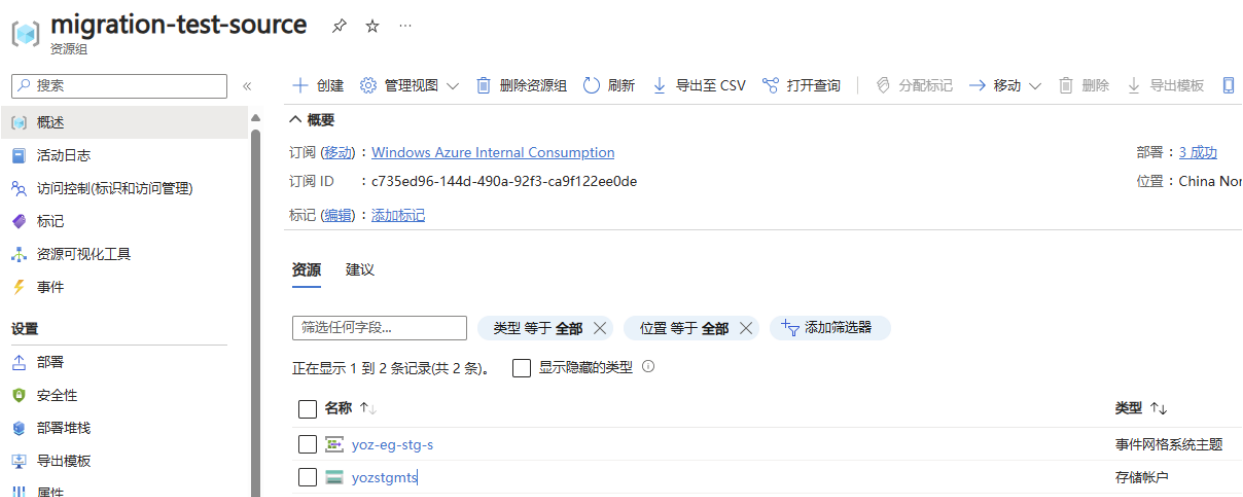 migration-test-source
资源组
搜索
«
创建 管理视图 删除资源组 刷新 导出至 CSV 打开查询 分配标记 移动 删除 导出模板
概述
活动日志
访问控制(标识和访问管理)
标记
资源可视化工具
事件
设置
部署
安全性
部署堆栈
导出模板
属性
概要
订阅 (移动) : Windows Azure Internal Consumption 部署 : 3 成功
订阅 ID : c735ed96-144d-490a-92f3-ca9f122ee0de 位置 : China Nor
标记 (编辑) : 添加标记
资源 建议
筛选任何字段... 类型 等于 全部 位置 等于 全部 添加筛选器
正在显示 1 到 2 条记录(共 2 条)。 显示隐藏的类型
名称 ↑↓ 类型 ↑↓
yoz-eg-stg-s 事件网格系统主题
yozstgmts 存储帐户